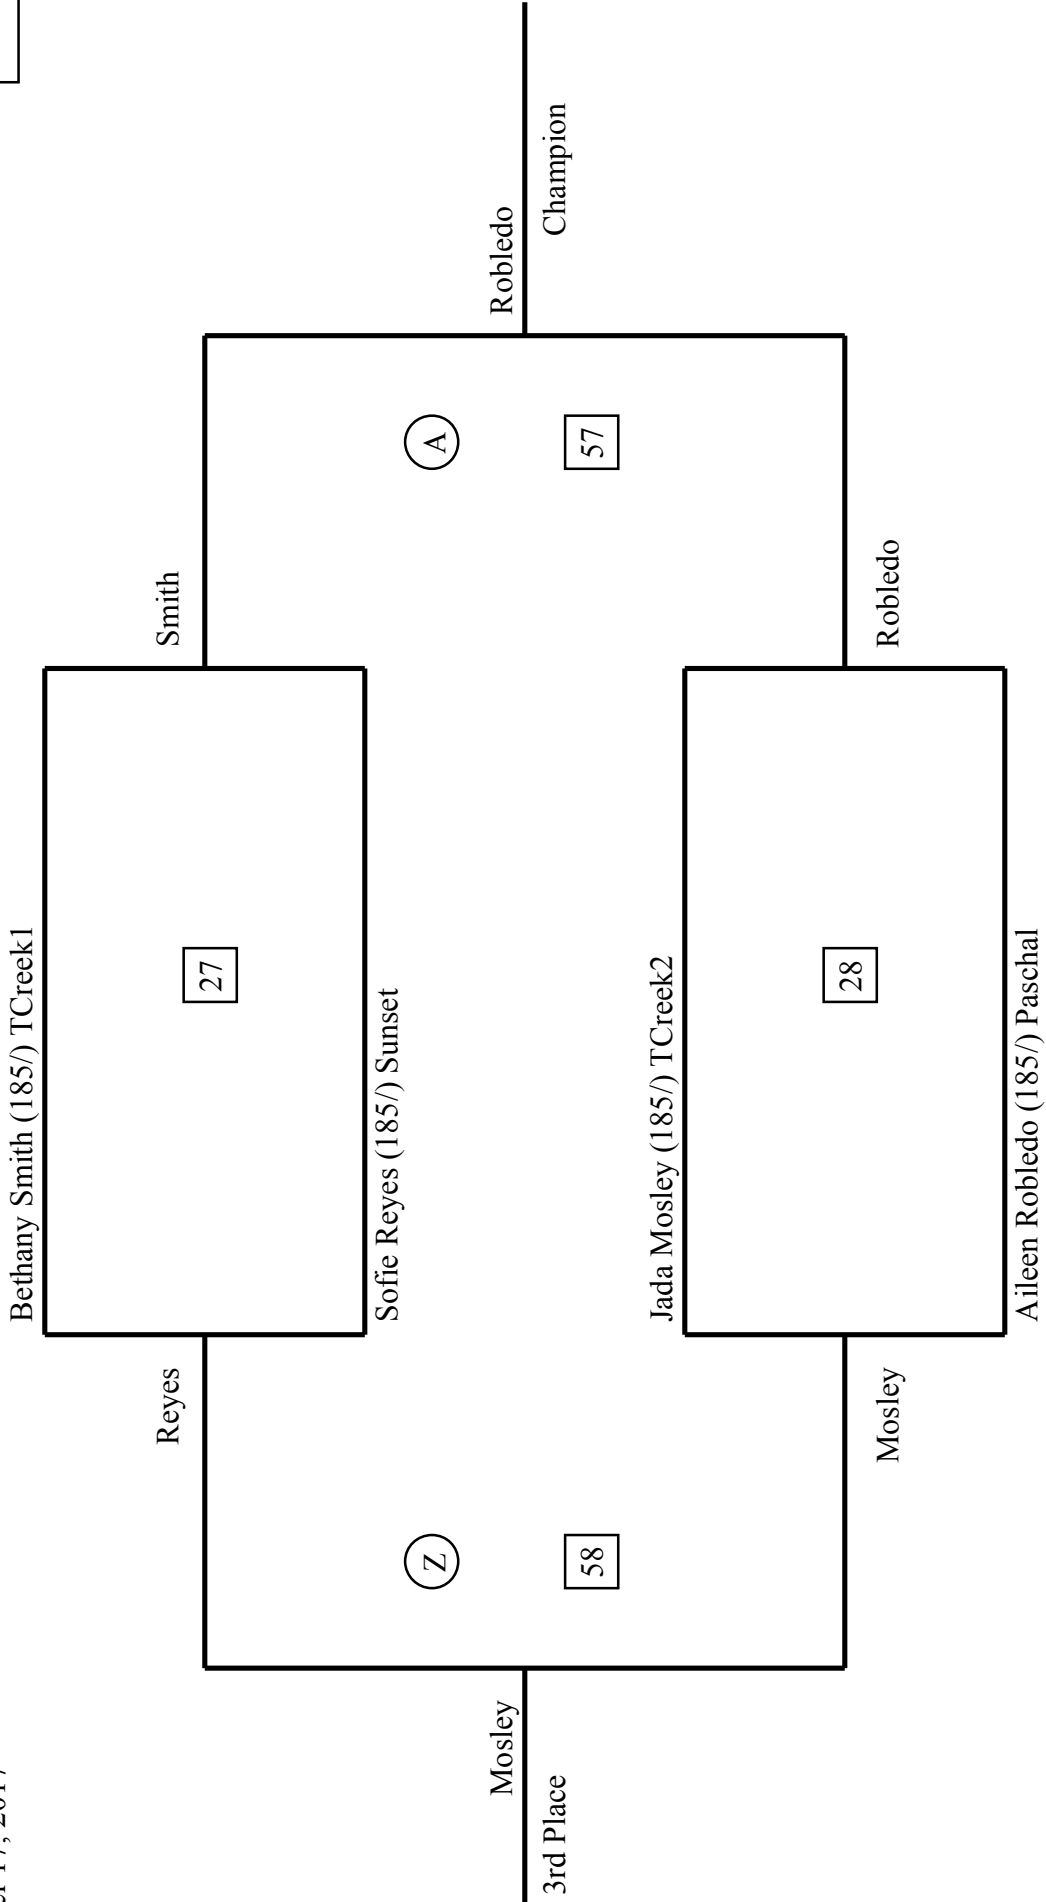 Bethany Smith (185/) TCreek1
Reyes
27
Smith
Sofie Reyes (185/) Sunset
Z
A
Mosley
Robledo
3rd Place
Champion
58
57
Jada Mosley (185/) TCreek2
Mosley
28
Robledo
Aileen Robledo (185/) Paschal